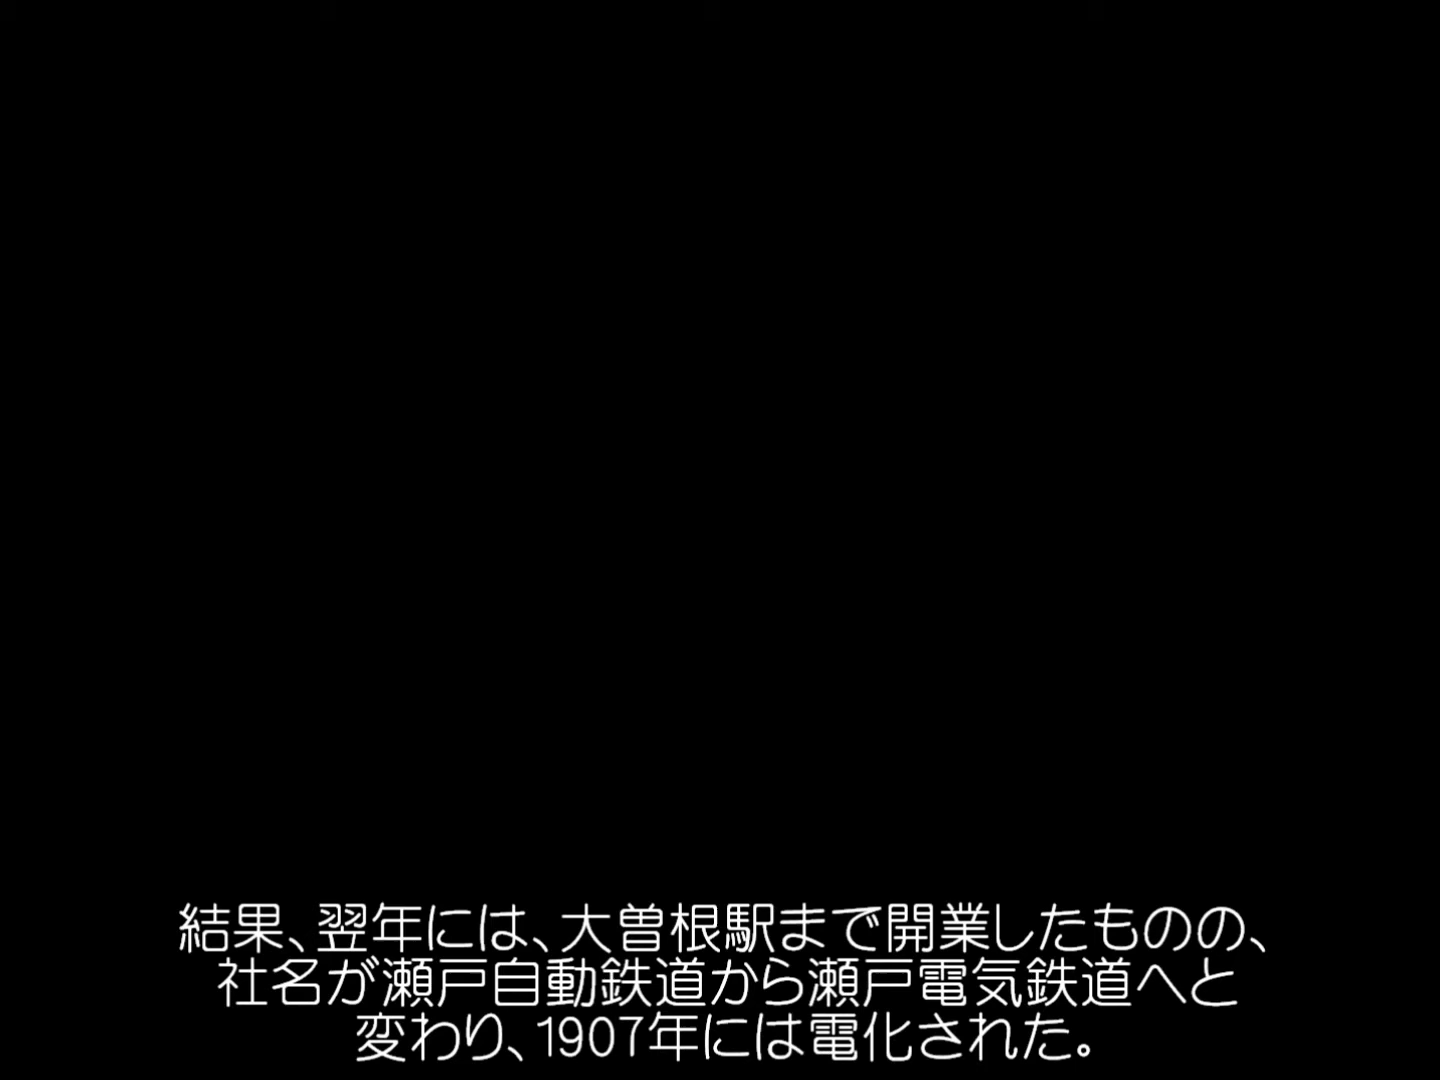 結果、翌年には、大曽根駅まで開業したものの、
社名が瀬戸自動鉄道から瀬戸電気鉄道へと
変わり、1907年には電化された。